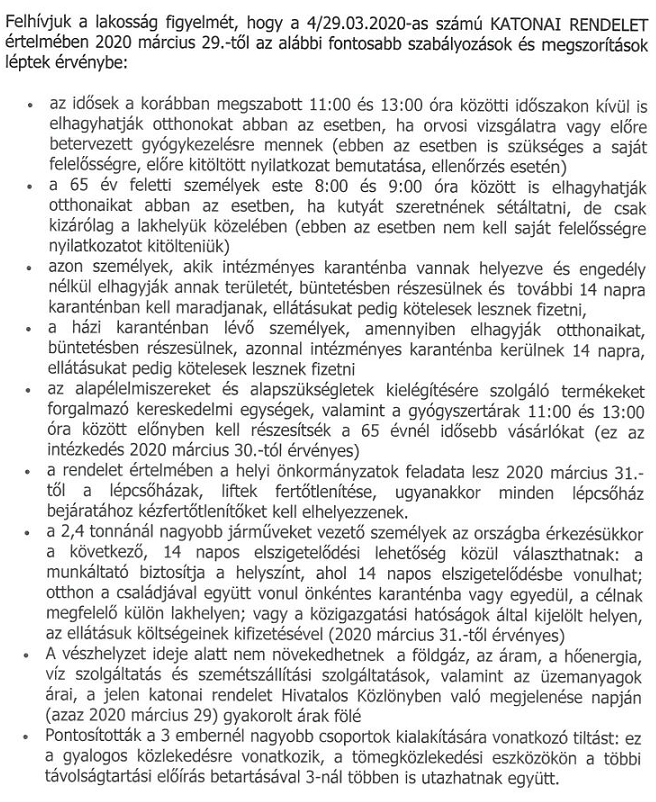 Felhívjuk a lakosság figyelmét, hogy a 4/29.03.2020-as számú KATONAI RENDELET
értelmében 2020 március 29.-től az alábbi fontosabb szabályozások és megszorítások
léptek érvénybe:
• az idősek a korábban megszabott 11:00 és 13:00 óra közötti időszakon kívül is
elhagyhatják otthonokat abban az esetben, ha orvosi vizsgálatra vagy előre
betervezett gyógykezelésre mennek (ebben az esetben is szükséges a saját
felelősségre, előre kitöltött nyilatkozat bemutatása, ellenőrzés esetén)
• a 65 év feletti személyek este 8:00 és 9:00 óra között is elhagyhatják
otthonaikat abban az esetben, ha kutyát szeretnének sétáltatni, de csak
kizárólag a lakhelyük közelében (ebben az esetben nem kell saját felelősségre
nyilatkozatot kitölteniük)
• azon személyek, akik intézményes karanténba vannak helyezve és engedély
nélkül elhagyják annak területét, büntetésben részesülnek és további 14 napra
karanténban kell maradjanak, ellátásukat pedig kötelesek lesznek fizetni,
• a házi karanténban lévő személyek, amennyiben elhagyják otthonaikat,
büntetésben részesülnek, azonnal intézményes karanténba kerülnek 14 napra,
ellátásukat pedig kötelesek lesznek fizetni
• az alapélelmiszereket és alapszükségletek kielégítésére szolgáló termékeket
forgalmazó kereskedelmi egységek, valamint a gyógyszertárak 11:00 és 13:00
óra között előnyben kell részesítsék a 65 évnél idősebb vásárlókat (ez az
intézkedés 2020 március 30.-tól érvényes)
• a rendelet értelmében a helyi önkormányzatok feladata lesz 2020 március 31.-
től a lépcsőházak, liftek fertőtlenítése, ugyanakkor minden lépcsőház
bejáratához kézfertőtlenítőket kell elhelyezzenek.
• a 2,4 tonnánál nagyobb járműveket vezető személyek az országba érkezésükkor
a következő, 14 napos elszigetelődési lehetőség közül választhatnak: a
munkáltató biztosítja a helyszínt, ahol 14 napos elszigetelődésbe vonulhat;
otthon a családjával együtt vonul önkéntes karanténba vagy egyedül, a célnak
megfelelő külön lakhelyen; vagy a közigazgatási hatóságok által kijelölt helyen,
az ellátásuk költségeinek kifizetésével (2020 március 31.-től érvényes)
• A vészhelyzet ideje alatt nem növekedhetnek a földgáz, az áram, a hőenergia,
víz szolgáltatás és szemétszállítási szolgáltatások, valamint az üzemanyagok
árai, a jelen katonai rendelet Hivatalos Közlönyben való megjelenése napján
(azaz 2020 március 29) gyakorolt árak fölé
• Pontosították a 3 embernél nagyobb csoportok kialakítására vonatkozó tiltást: ez
a gyalogos közlekedésre vonatkozik, a tömegközlekedési eszközökön a többi
távolságtartási előírás betartásával 3-nál többen is utazhatnak együtt.